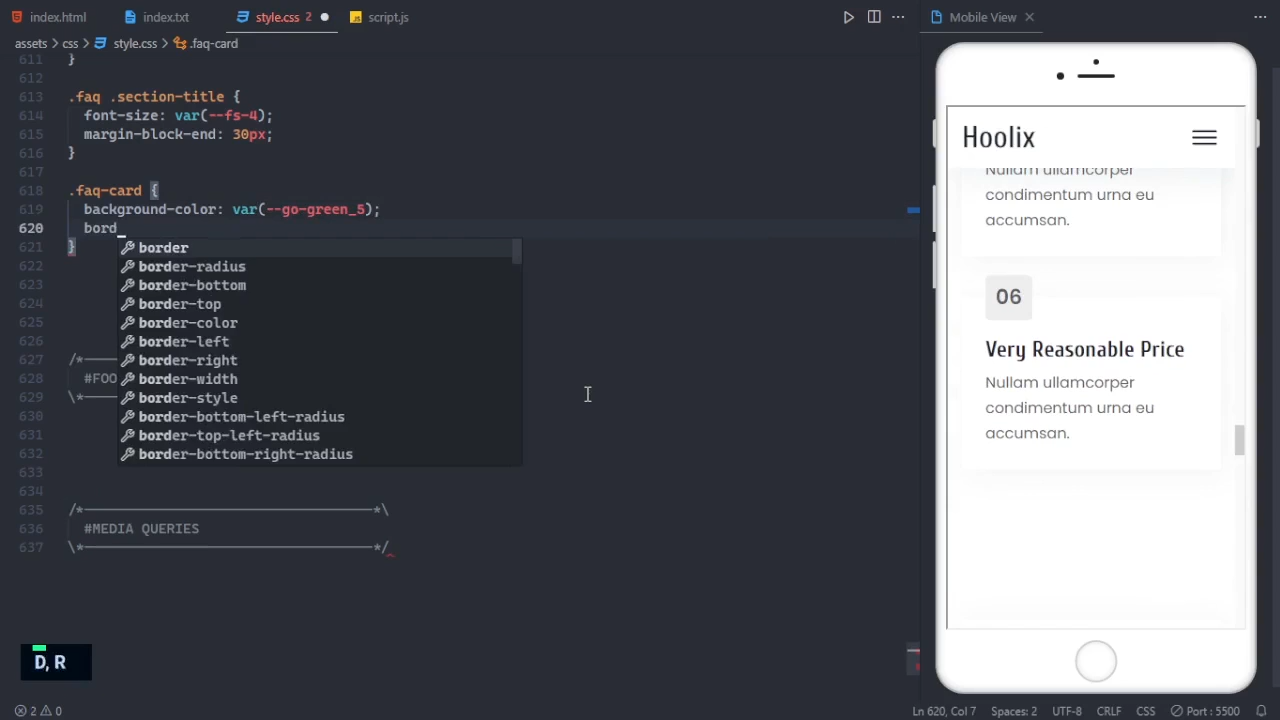 index.html
index.txt
style.css 2
script.js
Mobile View
assets > css > style.css > .faq-card
611 }
612
613 .faq .section-title {
614 font-size: var(--fs-4);
615 margin-block-end: 30px;
616 }
617
618 .faq-card {
619 background-color: var(--go-green_5);
620 bord
621 }
border
622
border-radius
623
border-bottom
624
border-top
625
border-color
626
border-left
627 /*
border-right
628 #FOO
border-width
629 \*
border-style
630
border-bottom-left-radius
631
border-top-left-radius
632
border-bottom-right-radius
633
634
635 /*-----------------------------------*\
636 #MEDIA QUERIES
637 \*-----------------------------------*/
Hoolix
Nullam ullamcorper
condimentum urna eu
accumsan.
06
Very Reasonable Price
Nullam ullamcorper
condimentum urna eu
accumsan.
D, R
2 0
Ln 620, Col 7
Spaces: 2
UTF-8
CRLF
CSS
Port : 5500